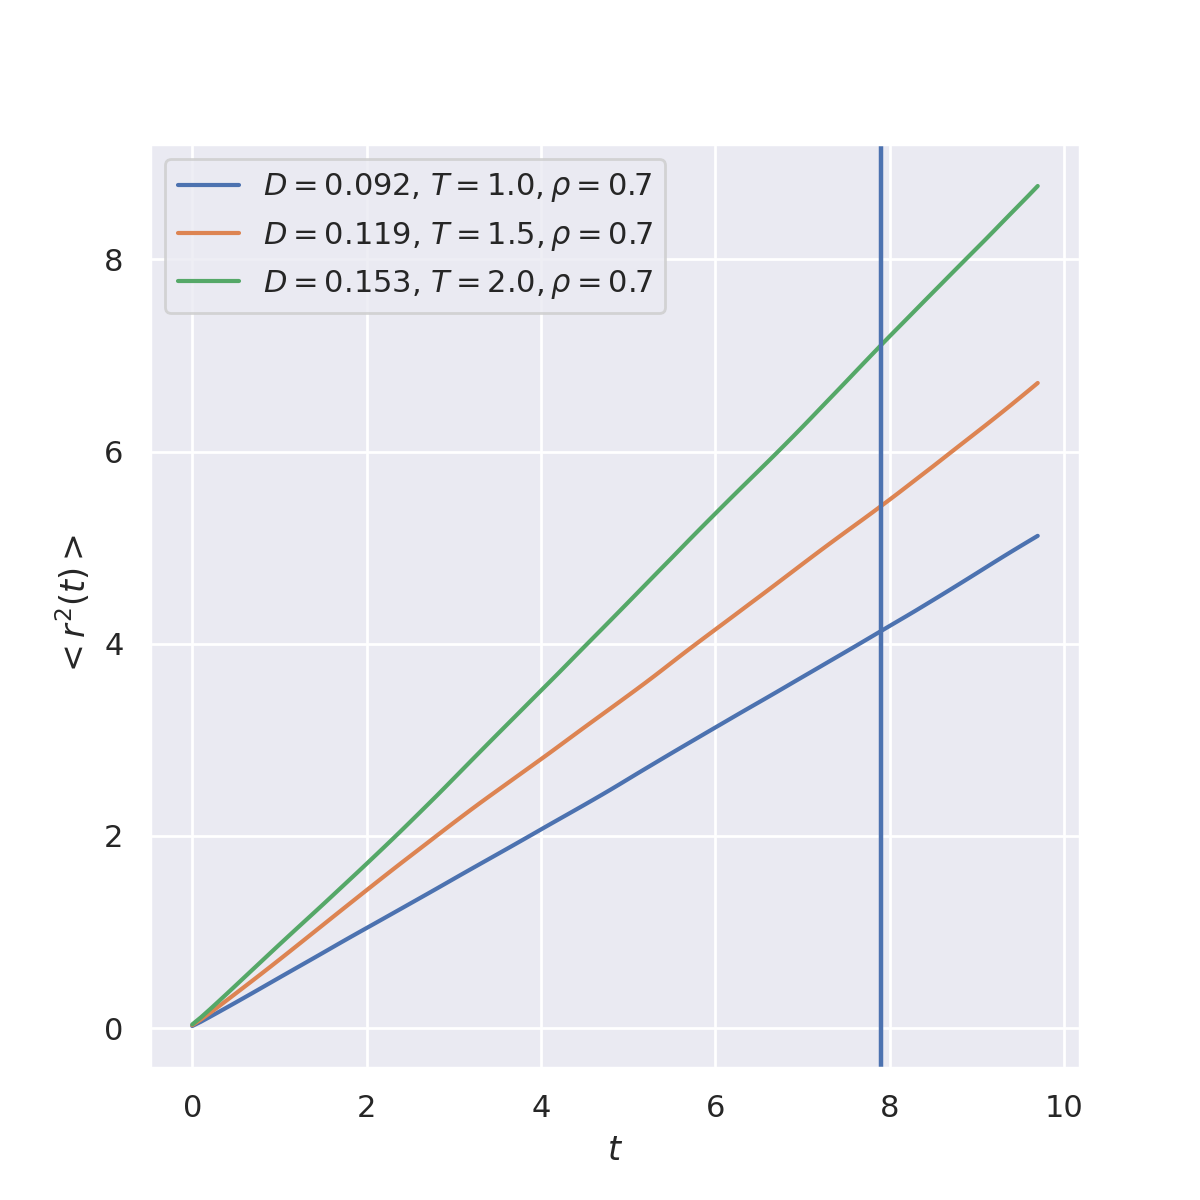 D = 0.092, T = 1.0, ρ = 0.7
D = 0.119, T = 1.5, ρ = 0.7
D = 0.153, T = 2.0, ρ = 0.7
8
6
4
2
0
< r²(t) >
0 2 4 6 8 10
t